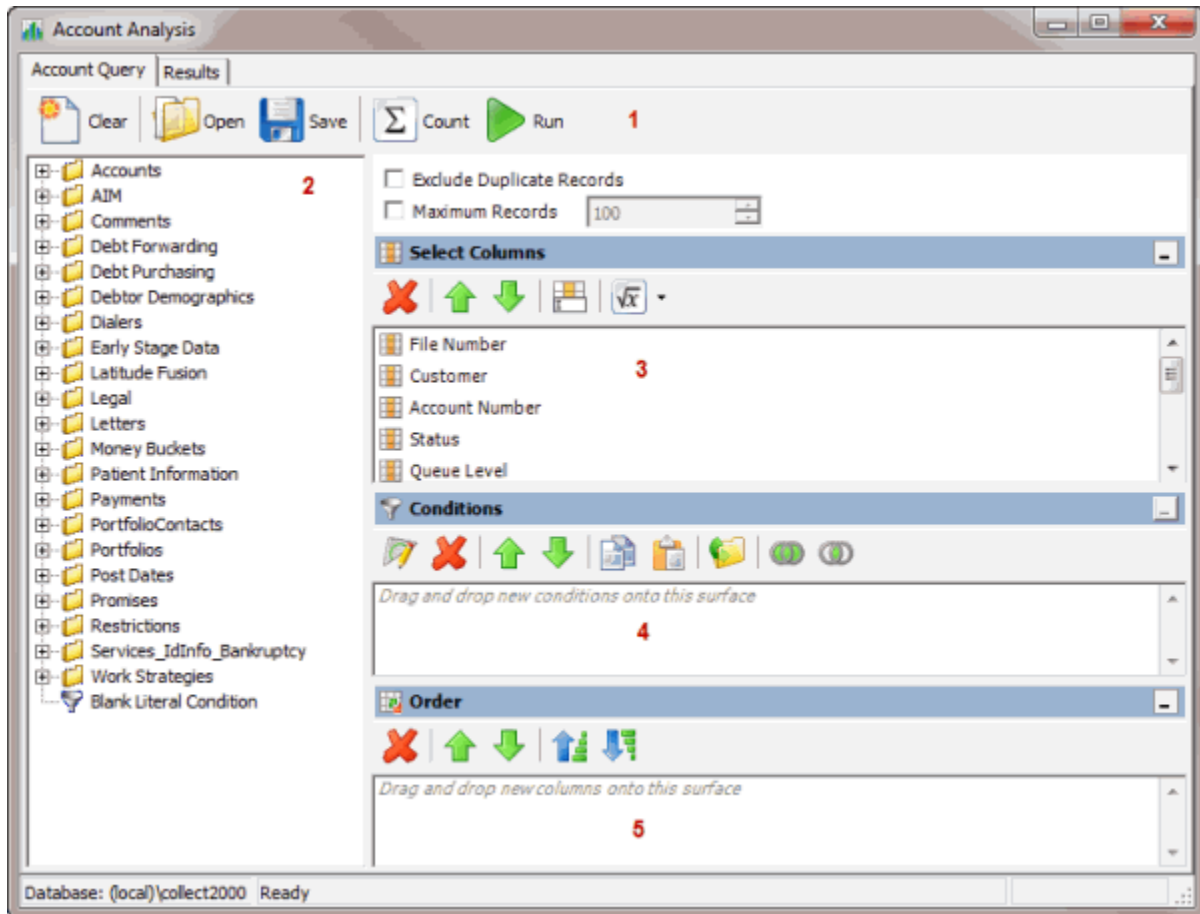 Account Analysis
Account Query Results
Clear Open Save Count Run 1
2
Accounts
AIM
Comments
Debt Forwarding
Debt Purchasing
Debtor Demographics
Dialers
Early Stage Data
Latitude Fusion
Legal
Letters
Money Buckets
Patient Information
Payments
PortfolioContacts
Portfolios
Post Dates
Promises
Restrictions
Services_IdInfo_Bankruptcy
Work Strategies
Blank Literal Condition
Exclude Duplicate Records
Maximum Records 100
Select Columns
√x
File Number
3
Customer
Account Number
Status
Queue Level
Conditions
Drag and drop new conditions onto this surface
4
Order
Drag and drop new columns onto this surface
5
Database: (local)\collect2000 Ready